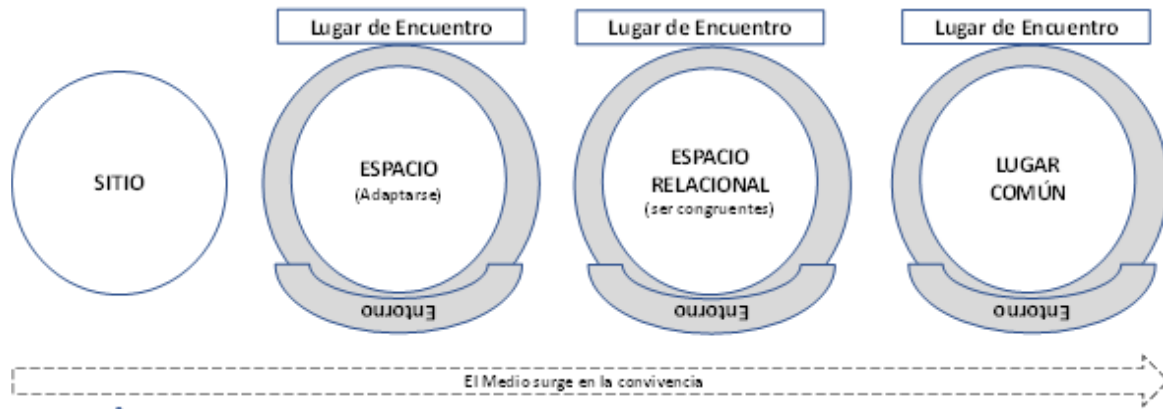 Lugar de Encuentro
Lugar de Encuentro
Lugar de Encuentro
SITIO
ESPACIO
(Adaptarse)
ESPACIO
RELACIONAL
(ser congruentes)
LUGAR
COMÚN
Entorno
Entorno
Entorno
El Medio surge en la convivencia